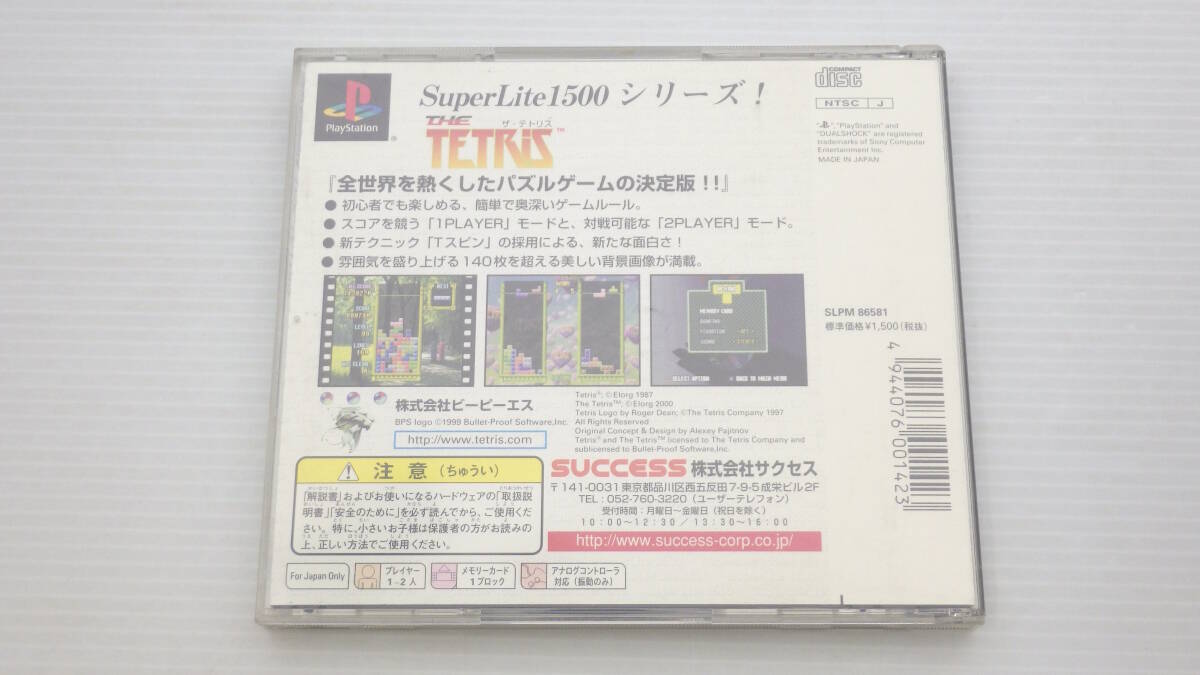 PlayStation
SuperLite1500 シリーズ!
THE ザ・テトリス
TETRIS™
COMPACT
disc
NTSC J
"PlayStation" and
"DUALSHOCK" are registered
trademarks of Sony Computer
Entertainment Inc.
MADE IN JAPAN
『全世界を熱くしたパズルゲームの決定版!!』
● 初心者でも楽しめる、簡単で奥深いゲームルール。
● スコアを競う「1PLAYER」モードと、対戦可能な「2PLAYER」モード。
● 新テクニック「Tスピン」の採用による、新たな面白さ!
● 雰囲気を盛り上げる140枚を超える美しい背景画像が満載。
NEXT
SCORE
LEVEL
LINES
MEMORY CARD
SELECT OPTION
BACK TO MAIN MENU
SLPM 86581
標準価格¥1,500(税抜)
4 944076 001423
株式会社ビーピーエス
BPS logo ©1999 Bullet-Proof Software,Inc.
http://www.tetris.com
Tetris®; ©Elorg 1987
The Tetris™; ©Elorg 2000
Tetris Logo by Roger Dean; ©The Tetris Company 1997
All Rights Reserved
Original Concept & Design by Alexey Pajitnov
Tetris® and The Tetris™ licensed to The Tetris Company and
sublicensed to Bullet-Proof Software,Inc.
注意(ちゅうい)
「解説書」およびお使いになるハードウェアの「取扱説
明書」「安全のために」を必ず読んでから、ご使用くだ
さい。特に、小さいお子様は保護者の方がお読みの
上、正しい方法でご使用ください。
SUCCESS 株式会社サクセス
〒141-0031 東京都品川区西五反田7-9-5成栄ビル2F
TEL:052-760-3220(ユーザーテレフォン)
受付時間:月曜日~金曜日(祝日を除く)
10:00~12:30/13:30~16:00
http://www.success-corp.co.jp/
For Japan Only
プレイヤー
1~2人
メモリーカード
1ブロック
アナログコントローラ
対応(振動のみ)